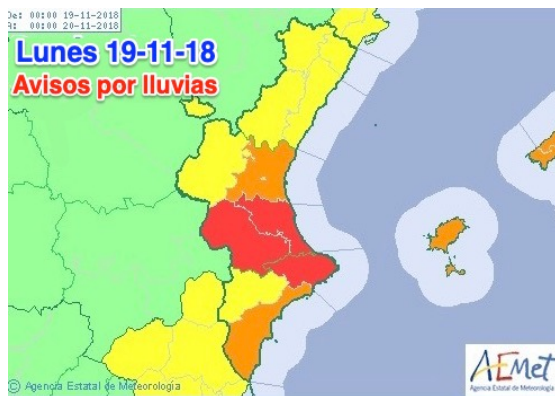 De: 00:00 19-11-2018
A: 00:00 20-11-2018
Lunes 19-11-18
Avisos por lluvias
© Agencia Estatal de Meteorología
AEMet
Agencia Estatal de Meteorología